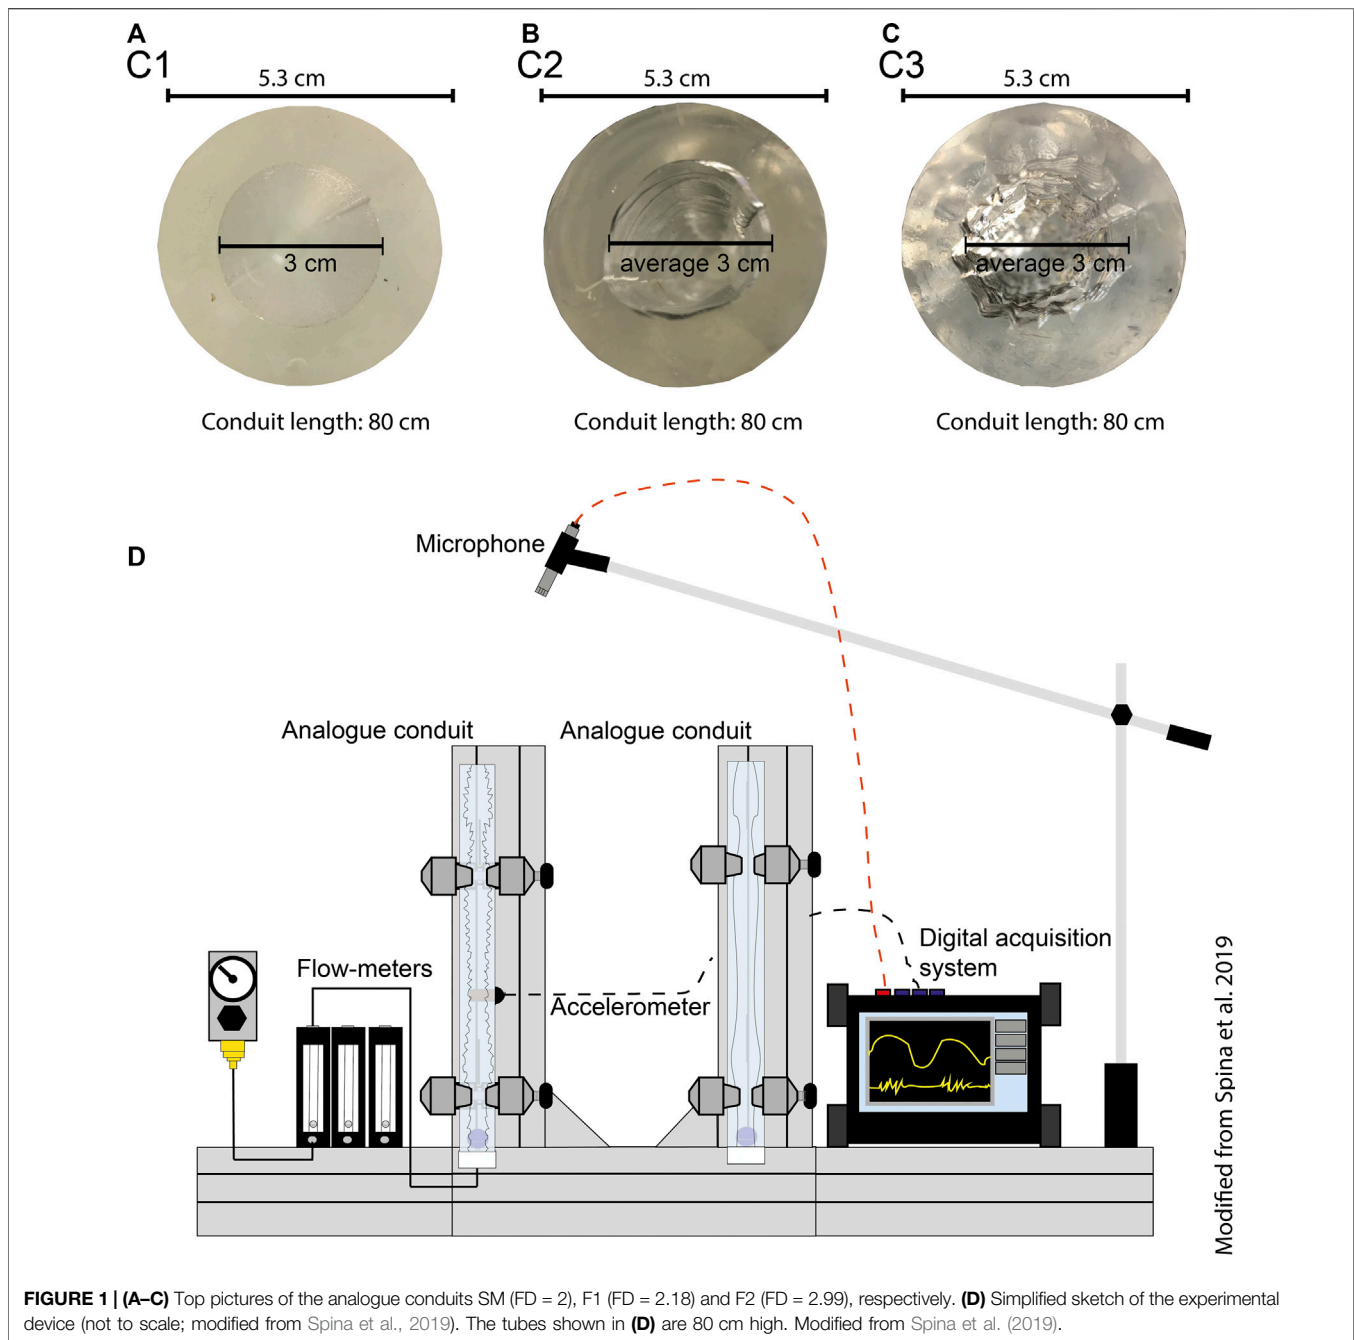 A
C1
5.3 cm
3 cm
Conduit length: 80 cm
B
C2
5.3 cm
average 3 cm
Conduit length: 80 cm
C
C3
5.3 cm
average 3 cm
Conduit length: 80 cm
D
Microphone
Analogue conduit
Analogue conduit
Flow-meters
Accelerometer
Digital acquisition
system
Modified from Spina et al. 2019
FIGURE 1 | (A–C) Top pictures of the analogue conduits SM (FD = 2), F1 (FD = 2.18) and F2 (FD = 2.99), respectively. (D) Simplified sketch of the experimental
device (not to scale; modified from Spina et al., 2019). The tubes shown in (D) are 80 cm high. Modified from Spina et al. (2019).